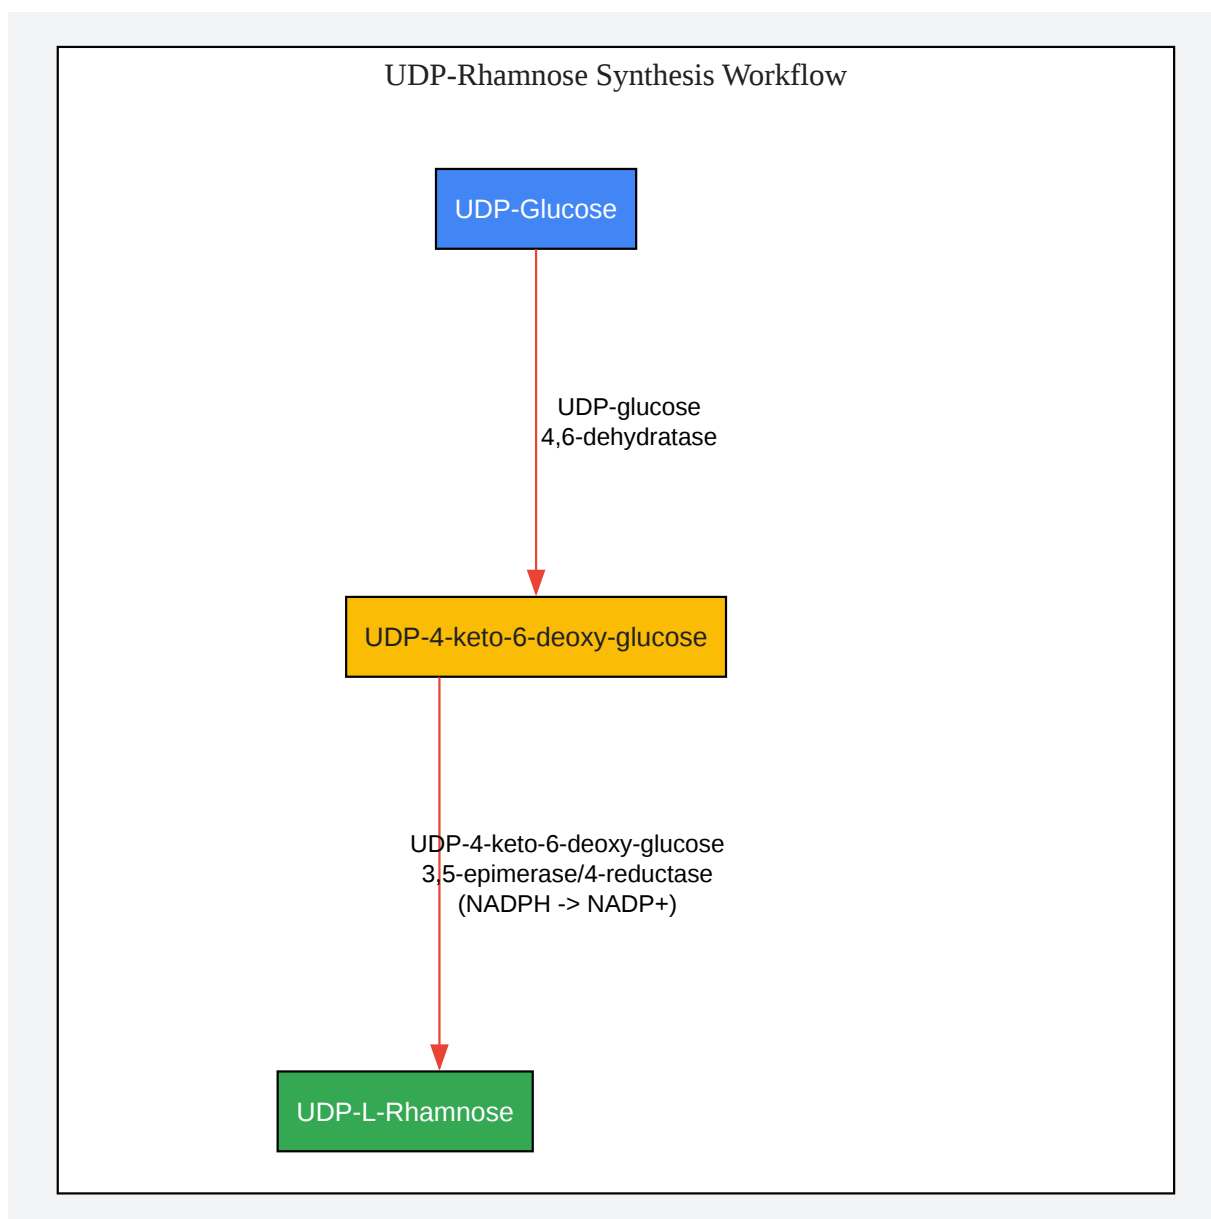 UDP-Rhamnose Synthesis Workflow
UDP-Glucose
UDP-glucose
4,6-dehydratase
UDP-4-keto-6-deoxy-glucose
UDP-4-keto-6-deoxy-glucose
3,5-epimerase/4-reductase
(NADPH -> NADP+)
UDP-L-Rhamnose